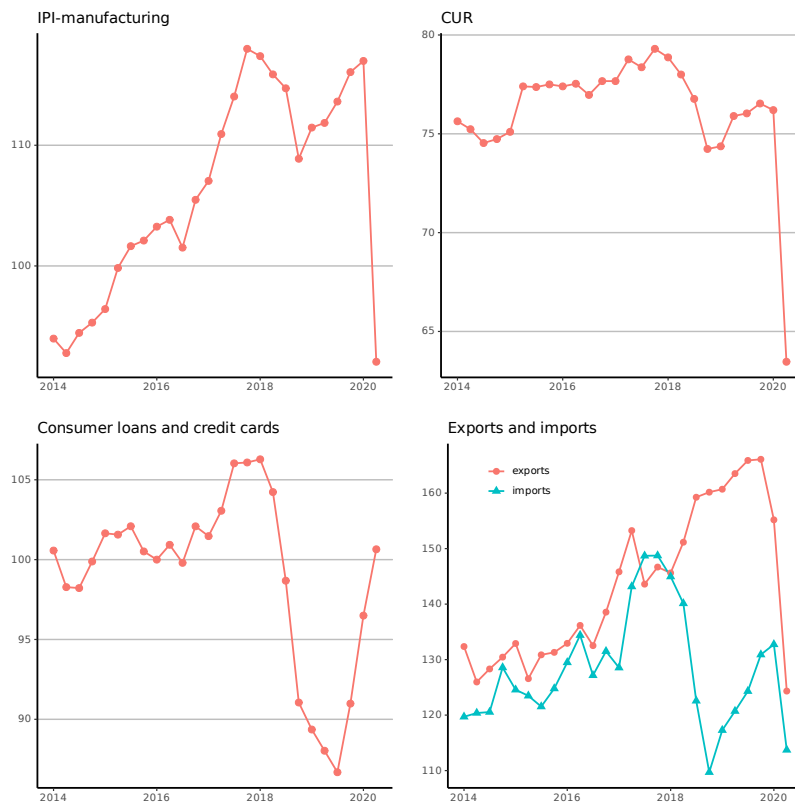 IPI-manufacturing
110
100
2014 2016 2018 2020
CUR
80
75
70
65
2014 2016 2018 2020
Consumer loans and credit cards
105
100
95
90
2014 2016 2018 2020
Exports and imports
exports
imports
160
150
140
130
120
110
2014 2016 2018 2020